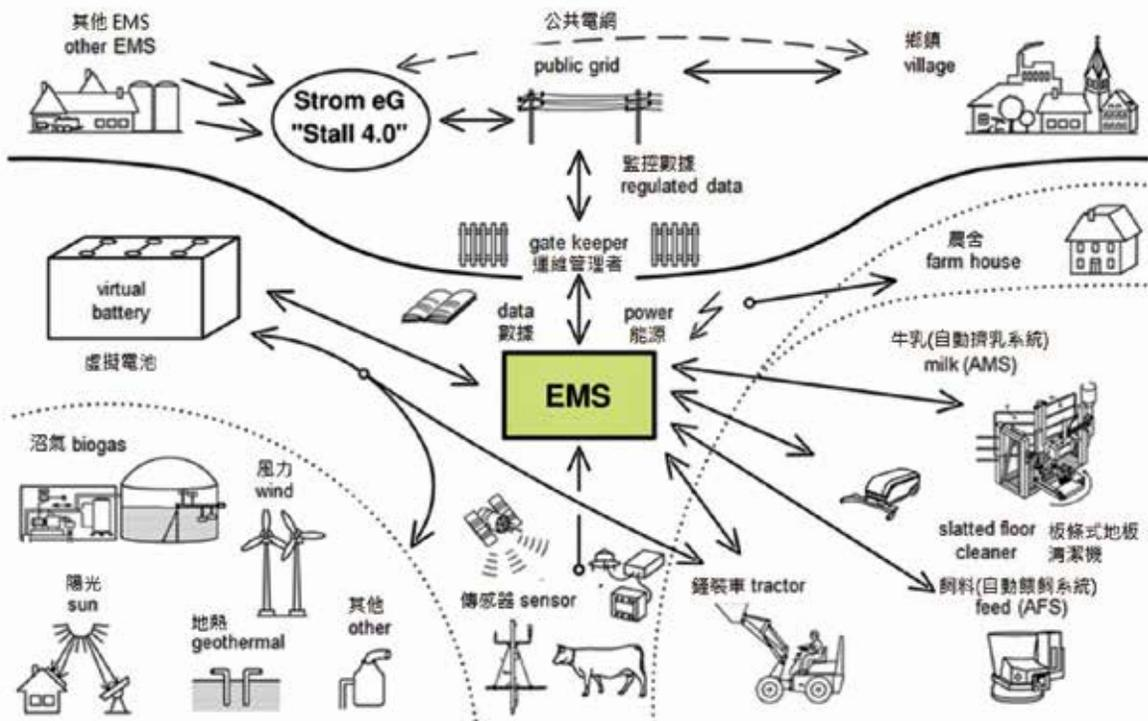 其他 EMS
other EMS
Strom eG
"Stall 4.0"
公共電網
public grid
鄉鎮
village
監控數據
regulated data
gate keeper
運維管理者
農舍
farm house
virtual
battery
虛擬電池
data
數據
power
能源
EMS
牛乳(自動擠乳系統)
milk (AMS)
沼氣 biogas
風力
wind
slatted floor
cleaner
板條式地板
清潔機
陽光
sun
地熱
geothermal
其他
other
傳感器 sensor
鏟裝車 tractor
飼料(自動餵飼系統)
feed (AFS)